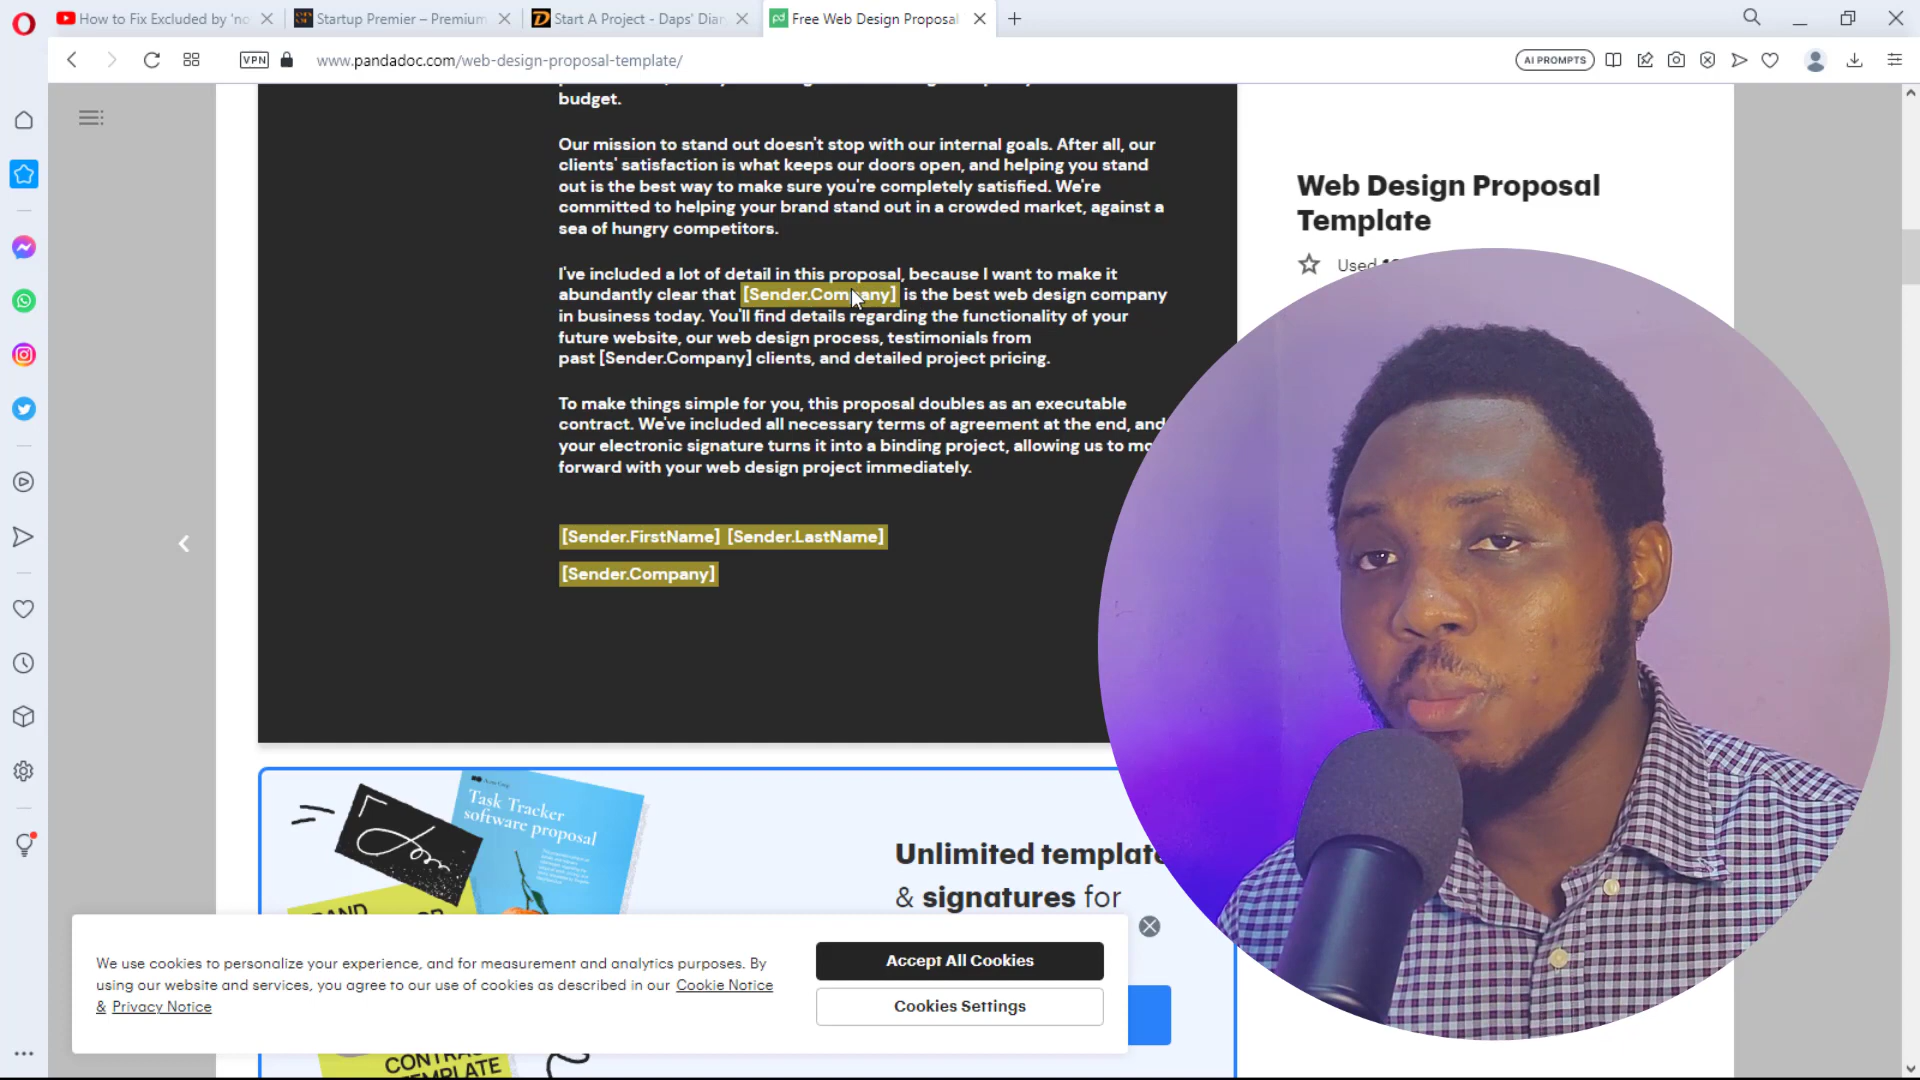 How to Fix Excluded by 'no
Startup Premier – Premium
Start A Project - Daps' Diar
Free Web Design Proposal
VPN
www.pandadoc.com/web-design-proposal-template/
AI PROMPTS
budget.
Our mission to stand out doesn't stop with our internal goals. After all, our
clients' satisfaction is what keeps our doors open, and helping you stand
out is the best way to make sure you're completely satisfied. We're
committed to helping your brand stand out in a crowded market, against a
sea of hungry competitors.
I've included a lot of detail in this proposal, because I want to make it
abundantly clear that [Sender.Company] is the best web design company
in business today. You'll find details regarding the functionality of your
future website, our web design process, testimonials from
past [Sender.Company] clients, and detailed project pricing.
To make things simple for you, this proposal doubles as an executable
contract. We've included all necessary terms of agreement at the end, and
your electronic signature turns it into a binding project, allowing us to mo
forward with your web design project immediately.
[Sender.FirstName] [Sender.LastName]
[Sender.Company]
Web Design Proposal
Template
Used
Task Tracker
software proposal
Unlimited template
& signatures for
We use cookies to personalize your experience, and for measurement and analytics purposes. By
using our website and services, you agree to our use of cookies as described in our Cookie Notice
& Privacy Notice
Accept All Cookies
Cookies Settings
TEMPLATE